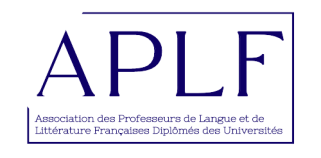 APLF
Association des Professeurs de Langue et de
Littérature Françaises Diplômés des Universités